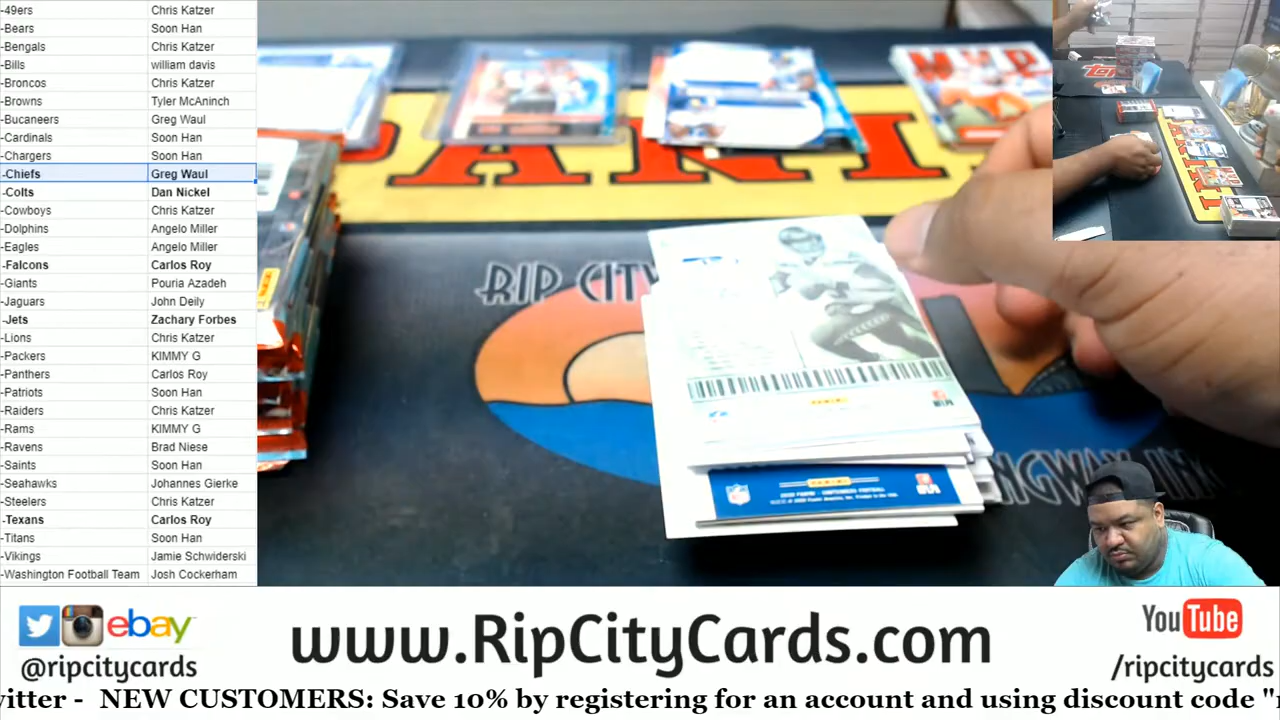 -49ers Chris Katzer
-Bears Soon Han
-Bengals Chris Katzer
-Bills william davis
-Broncos Chris Katzer
-Browns Tyler McAninch
-Bucaneers Greg Waul
-Cardinals Soon Han
-Chargers Soon Han
-Chiefs Greg Waul
-Colts Dan Nickel
-Cowboys Chris Katzer
-Dolphins Angelo Miller
-Eagles Angelo Miller
-Falcons Carlos Roy
-Giants Pouria Azadeh
-Jaguars John Deily
-Jets Zachary Forbes
-Lions Chris Katzer
-Packers KIMMY G
-Panthers Carlos Roy
-Patriots Soon Han
-Raiders Chris Katzer
-Rams KIMMY G
-Ravens Brad Niese
-Saints Soon Han
-Seahawks Johannes Gierke
-Steelers Chris Katzer
-Texans Carlos Roy
-Titans Soon Han
-Vikings Jamie Schwiderski
-Washington Football Team Josh Cockerham
MVP
PANINI
RIP CITY
ebay
@ripcitycards
www.RipCityCards.com
YouTube
/ripcitycards
witter - NEW CUSTOMERS: Save 10% by registering for an account and using discount code "